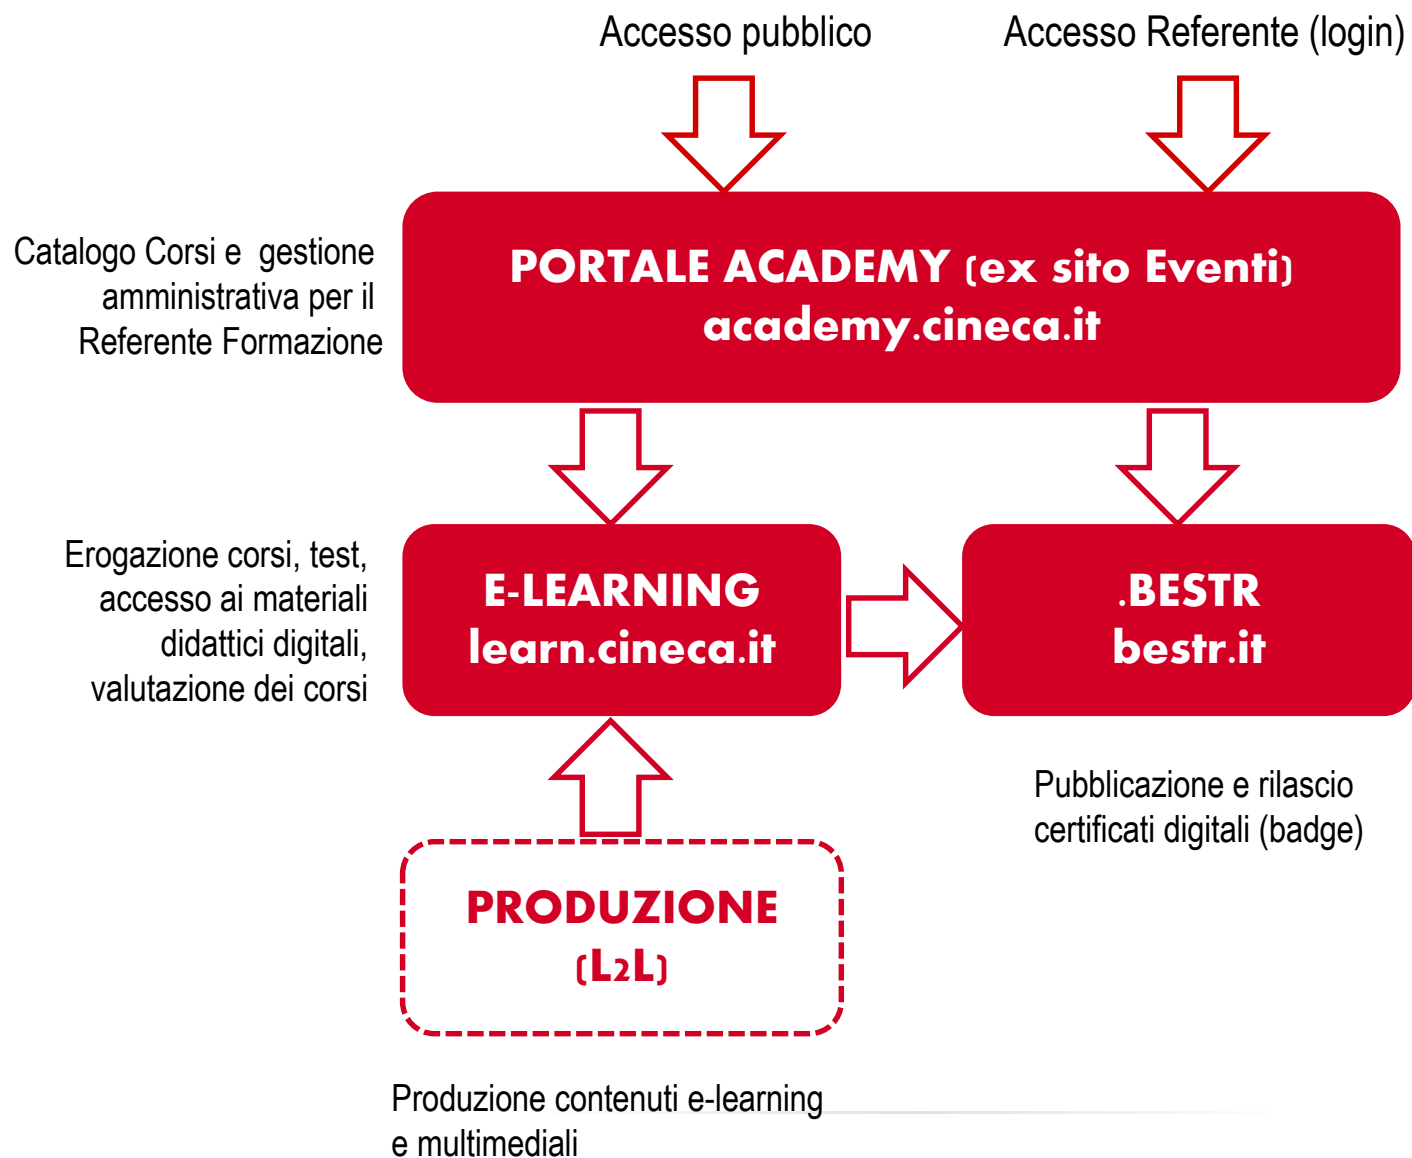 Accesso pubblico
Accesso Referente (login)
Catalogo Corsi e gestione
amministrativa per il
Referente Formazione
PORTALE ACADEMY (ex sito Eventi)
academy.cineca.it
Erogazione corsi, test,
accesso ai materiali
didattici digitali,
valutazione dei corsi
E-LEARNING
learn.cineca.it
.BESTR
bestr.it
Pubblicazione e rilascio
certificati digitali (badge)
PRODUZIONE
(L2L)
Produzione contenuti e-learning
e multimediali